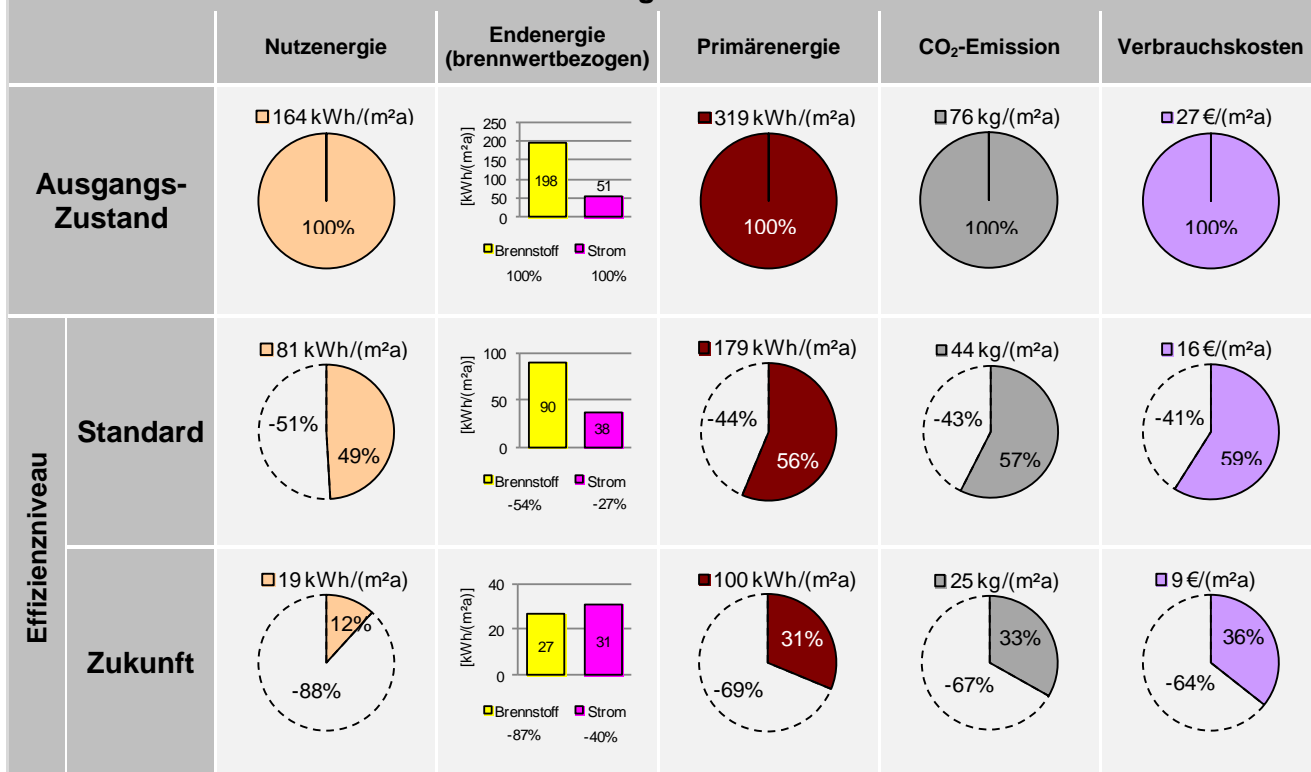 Nutzenergie
Endenergie
(brennwertbezogen)
Primärenergie
CO₂-Emission
Verbrauchskosten
Ausgangs-
Zustand
164 kWh/(m²a)
100%
[kWh/(m²a)]
250
200
150
100
50
0
198
51
Brennstoff Strom
100% 100%
319 kWh/(m²a)
100%
76 kg/(m²a)
100%
27 €/(m²a)
100%
Effizienzniveau
Standard
81 kWh/(m²a)
-51%
49%
[kWh/(m²a)]
100
50
0
90
38
Brennstoff Strom
-54% -27%
179 kWh/(m²a)
-44%
56%
44 kg/(m²a)
-43%
57%
16 €/(m²a)
-41%
59%
Zukunft
19 kWh/(m²a)
12%
-88%
[kWh/(m²a)]
40
20
0
27
31
Brennstoff Strom
-87% -40%
100 kWh/(m²a)
31%
-69%
25 kg/(m²a)
33%
-67%
9 €/(m²a)
36%
-64%